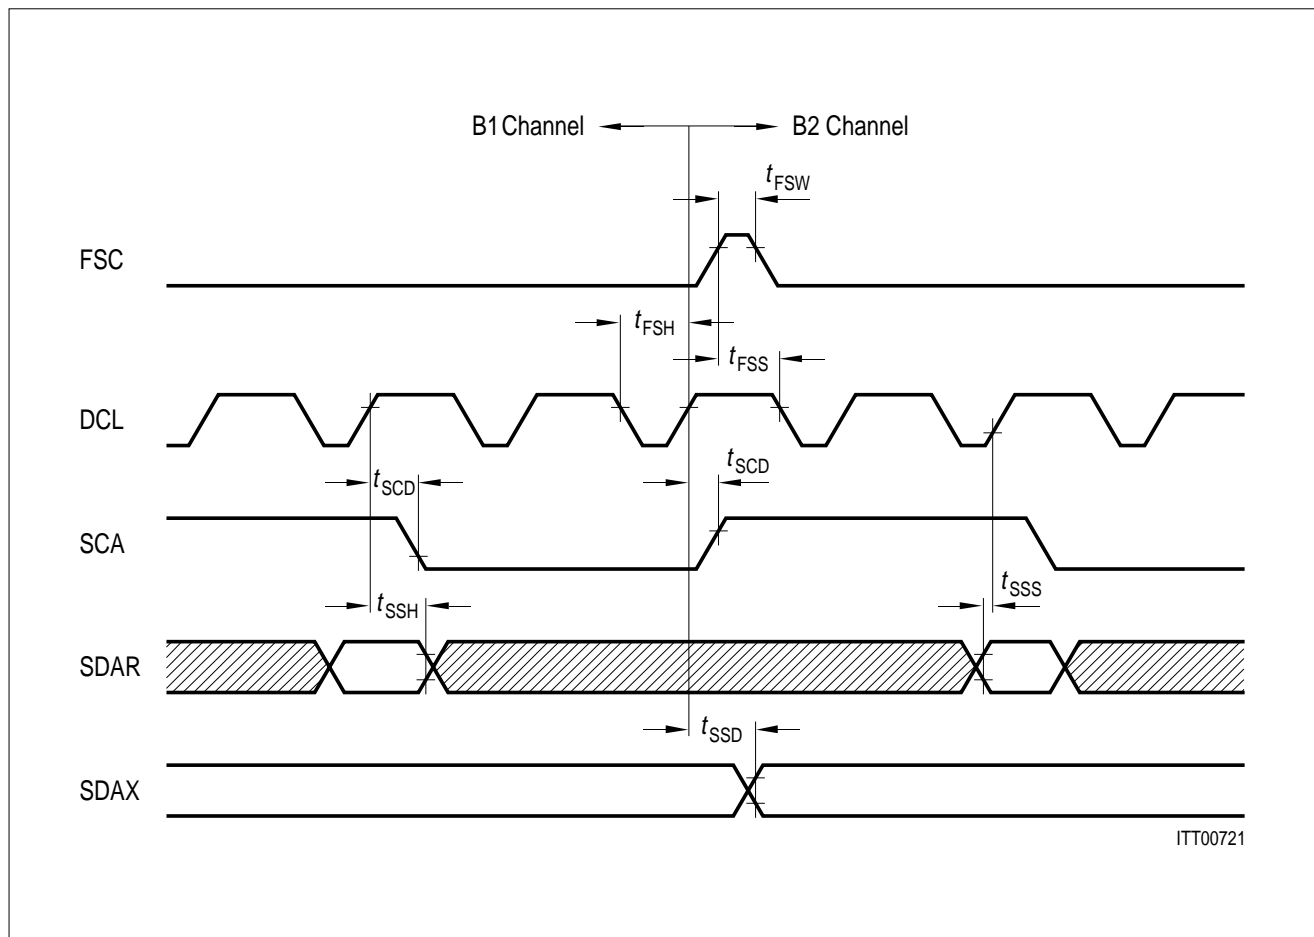 B1 Channel
B2 Channel
tFSW
FSC
tFSH
tFSS
DCL
tSCD
tSCD
SCA
tSSH
tSSS
SDAR
tSSD
SDAX
ITT00721